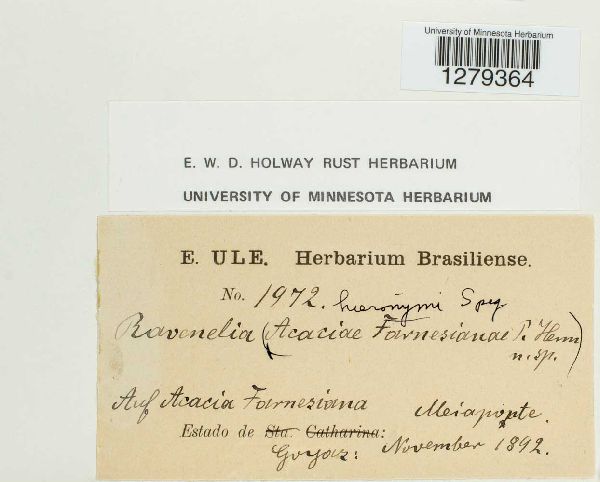 University of Minnesota Herbarium
1279364
E. W. D. HOLWAY RUST HERBARIUM
UNIVERSITY OF MINNESOTA HERBARIUM
E. ULE. Herbarium Brasiliense.
No. 1972. hieronymi Speg
Ravenelia (Acaciae Farnesianae P. Henn
n. sp.)
Auf Acacia Farnesiana Meiaponte.
Estado de Sta. Catharina:
Goyaz: November 1892.